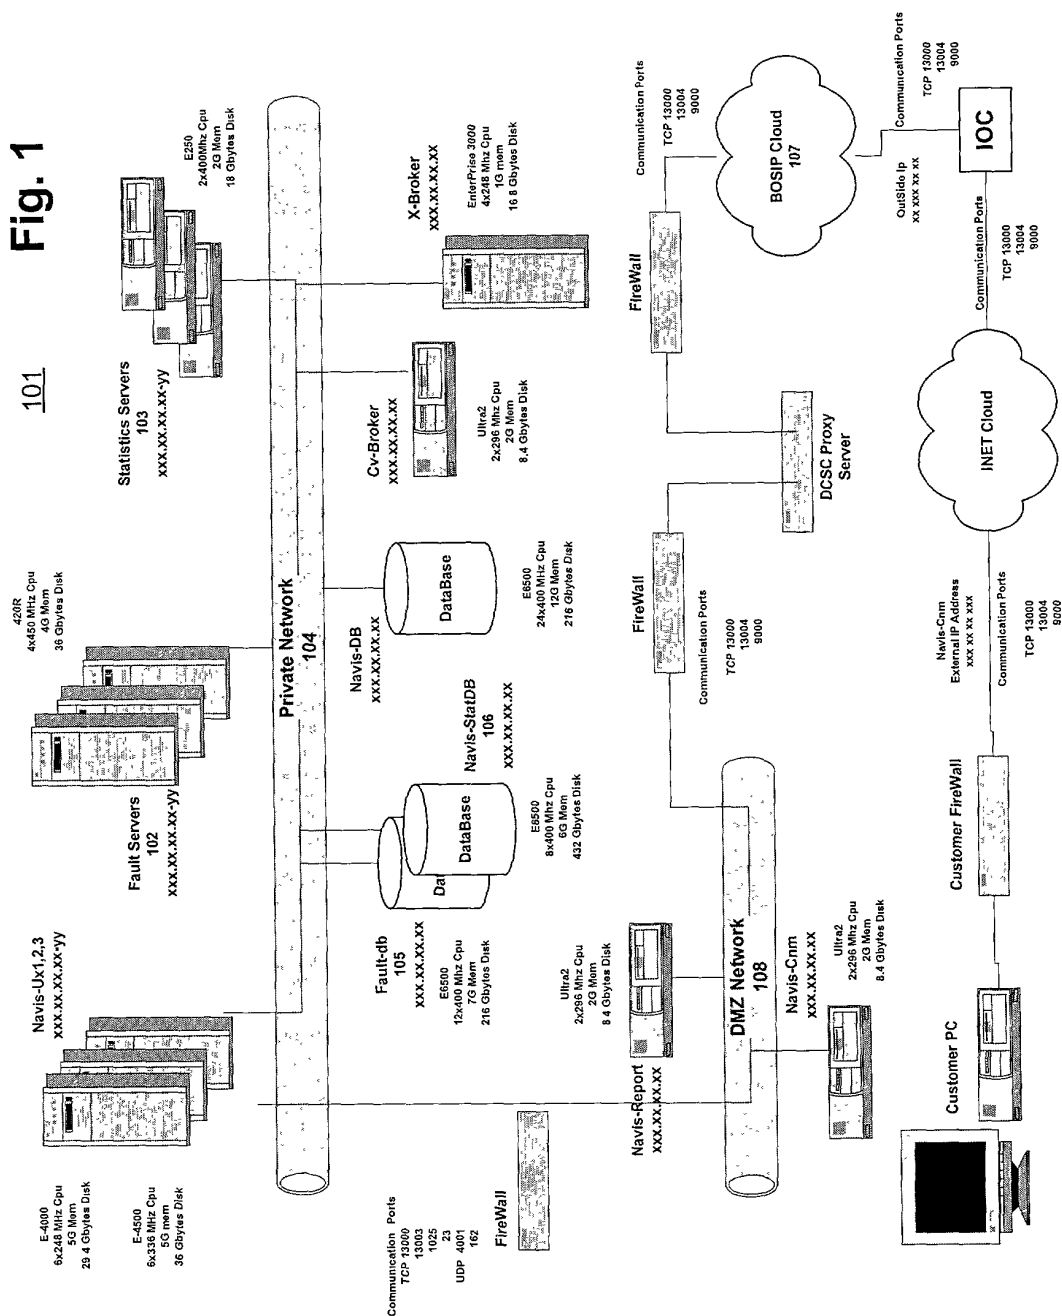 Fig. 1
101
E-4000
6x248 MHz Cpu
5G Mem
29 4 Gbytes Disk
E-4500
6x336 MHz Cpu
5G mem
36 Gbytes Disk
Navis-Ux1,2,3
xxx.xx.xx.xx-yy
Fault Servers
102
xxx.xx.xx.xx-yy
420R
4x450 MHz Cpu
4G Mem
36 Gbytes Disk
Statistics Servers
103
xxx.xx.xx.xx-yy
E250
2x400Mhz Cpu
2G Mem
18 Gbytes Disk
Private Network
104
Communication Ports
TCP 13000
13003
1025
23
UDP 4001
162
FireWall
Fault-db
105
xxx.xx.xx.xx
E6500
12x400 Mhz Cpu
7G Mem
216 Gbytes Disk
DataBase
Navis-StatDB
106
xxx.xx.xx.xx
E6500
8x400 Mhz Cpu
6G Mem
432 Gbytes Disk
Navis-DB
xxx.xx.xx.xx
DataBase
E6500
24x400 MHz Cpu
12G Mem
216 Gbytes Disk
Cv-Broker
xxx.xx.xx.xx
Ultra2
2x296 Mhz Cpu
2G Mem
8.4 Gbytes Disk
X-Broker
xxx.xx.xx.xx
EnterPrise 3000
4x248 Mhz Cpu
1G mem
16 8 Gbytes Disk
Navis-Report
xxx.xx.xx.xx
Ultra2
2x296 Mhz Cpu
2G Mem
8 4 Gbytes Disk
DMZ Network
108
Navis-Cnm
xxx.xx.xx.xx
Ultra2
2x296 Mhz Cpu
2G Mem
8.4 Gbytes Disk
FireWall
Communication Ports
TCP 13000
13004
9000
DCSC Proxy
Server
FireWall
Communication Ports
TCP 13000
13004
9000
BOSIP Cloud
107
OutSide Ip
xx xxx xx xx
Communication Ports
TCP 13000
13004
9000
IOC
Communication Ports
TCP 13000
13004
9000
INET Cloud
Navis-Cnm
External IP Address
xxx xx xx xxx
Communication Ports
TCP 13000
13004
9000
Customer FireWall
Customer PC